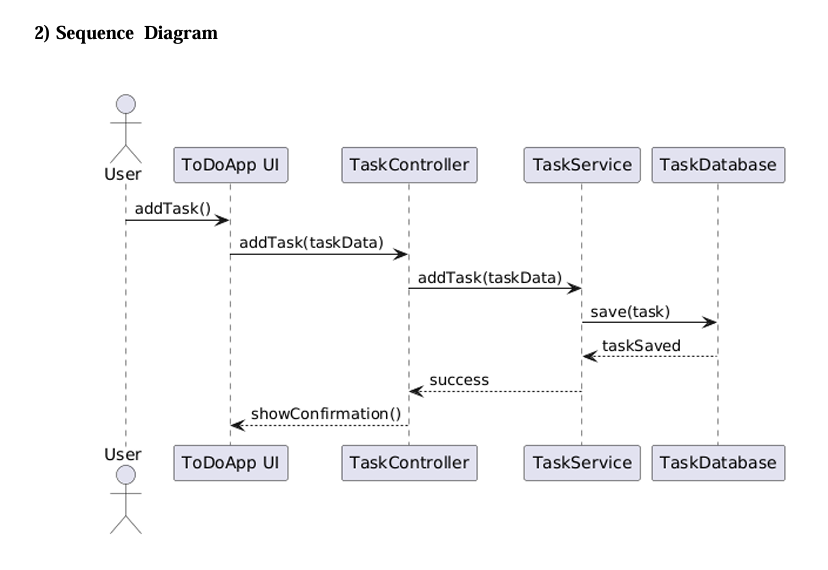 2) Sequence Diagram
User
ToDoApp UI
TaskController
TaskService
TaskDatabase
addTask()
addTask(taskData)
addTask(taskData)
save(task)
taskSaved
success
showConfirmation()
User
ToDoApp UI
TaskController
TaskService
TaskDatabase